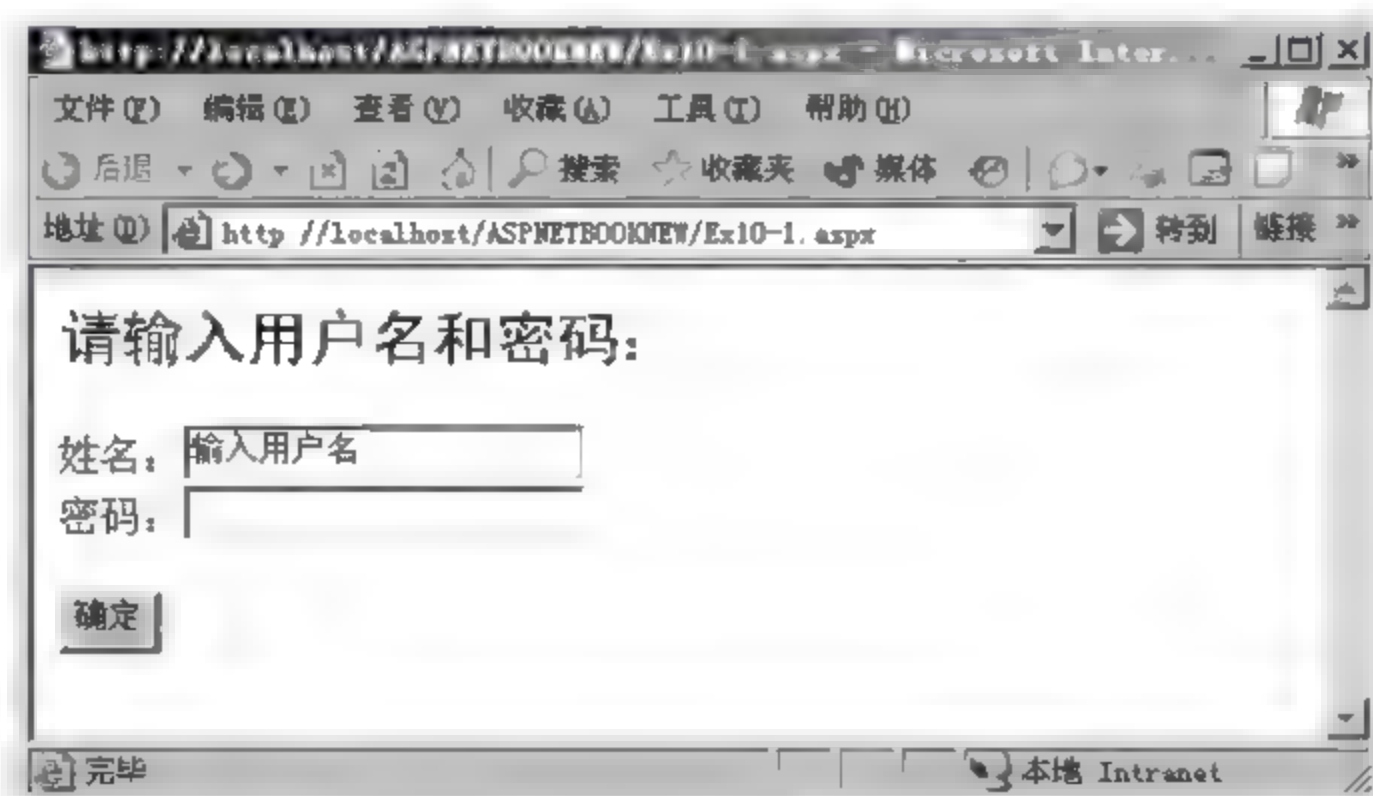 http://localhost/ASPNETBOOKNEW/Ex10-1.aspx - Microsoft Inter...
文件(F) 编辑(E) 查看(V) 收藏(A) 工具(T) 帮助(H)
后退 搜索 收藏夹 媒体 »
地址(D) http //localhost/ASPNETBOOKNEW/Ex10-1.aspx 转到 链接 »
请输入用户名和密码:
姓名: 输入用户名
密码:
确定
完毕 本地 Intranet